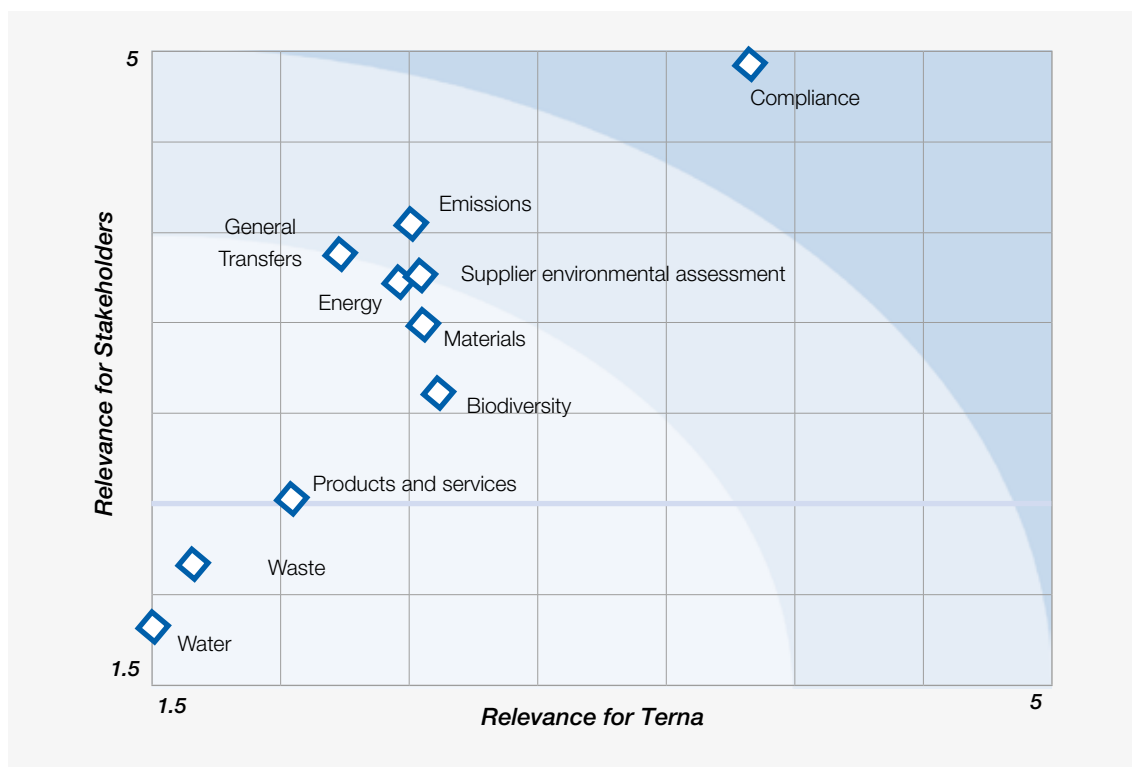 5
Compliance
Emissions
General
Transfers
Supplier environmental assessment
Energy
Materials
Biodiversity
Products and services
Waste
Water
Relevance for Stakeholders
1.5
1.5
5
Relevance for Terna